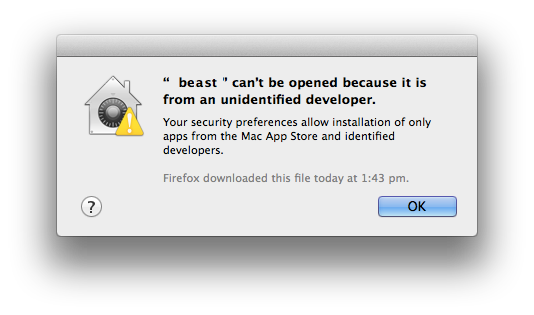 “ beast " can't be opened because it is
from an unidentified developer.
Your security preferences allow installation of only
apps from the Mac App Store and identified
developers.
Firefox downloaded this file today at 1:43 pm.
?
OK